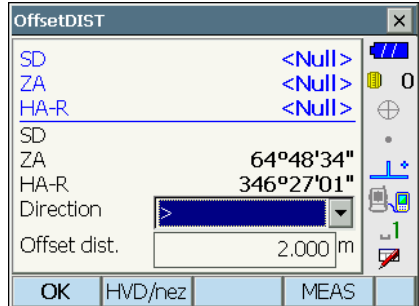 OffsetDIST
SD <Null>
ZA <Null>
HA-R <Null>
0
SD
ZA 64°48'34"
HA-R 346°27'01"
Direction >
Offset dist. 2.000 m
1
OK HVD/nez MEAS